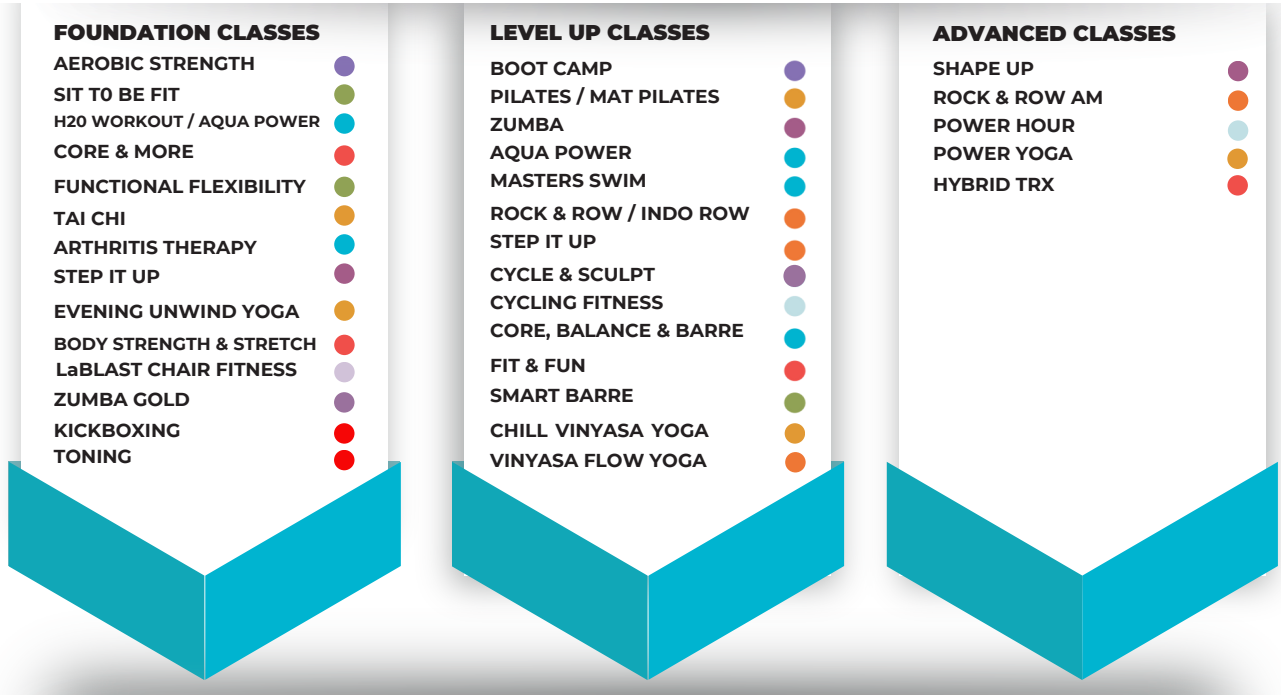 FOUNDATION CLASSES
AEROBIC STRENGTH
SIT T0 BE FIT
H20 WORKOUT / AQUA POWER
CORE & MORE
FUNCTIONAL FLEXIBILITY
TAI CHI
ARTHRITIS THERAPY
STEP IT UP
EVENING UNWIND YOGA
BODY STRENGTH & STRETCH
LaBLAST CHAIR FITNESS
ZUMBA GOLD
KICKBOXING
TONING
LEVEL UP CLASSES
BOOT CAMP
PILATES / MAT PILATES
ZUMBA
AQUA POWER
MASTERS SWIM
ROCK & ROW / INDO ROW
STEP IT UP
CYCLE & SCULPT
CYCLING FITNESS
CORE, BALANCE & BARRE
FIT & FUN
SMART BARRE
CHILL VINYASA YOGA
VINYASA FLOW YOGA
ADVANCED CLASSES
SHAPE UP
ROCK & ROW AM
POWER HOUR
POWER YOGA
HYBRID TRX